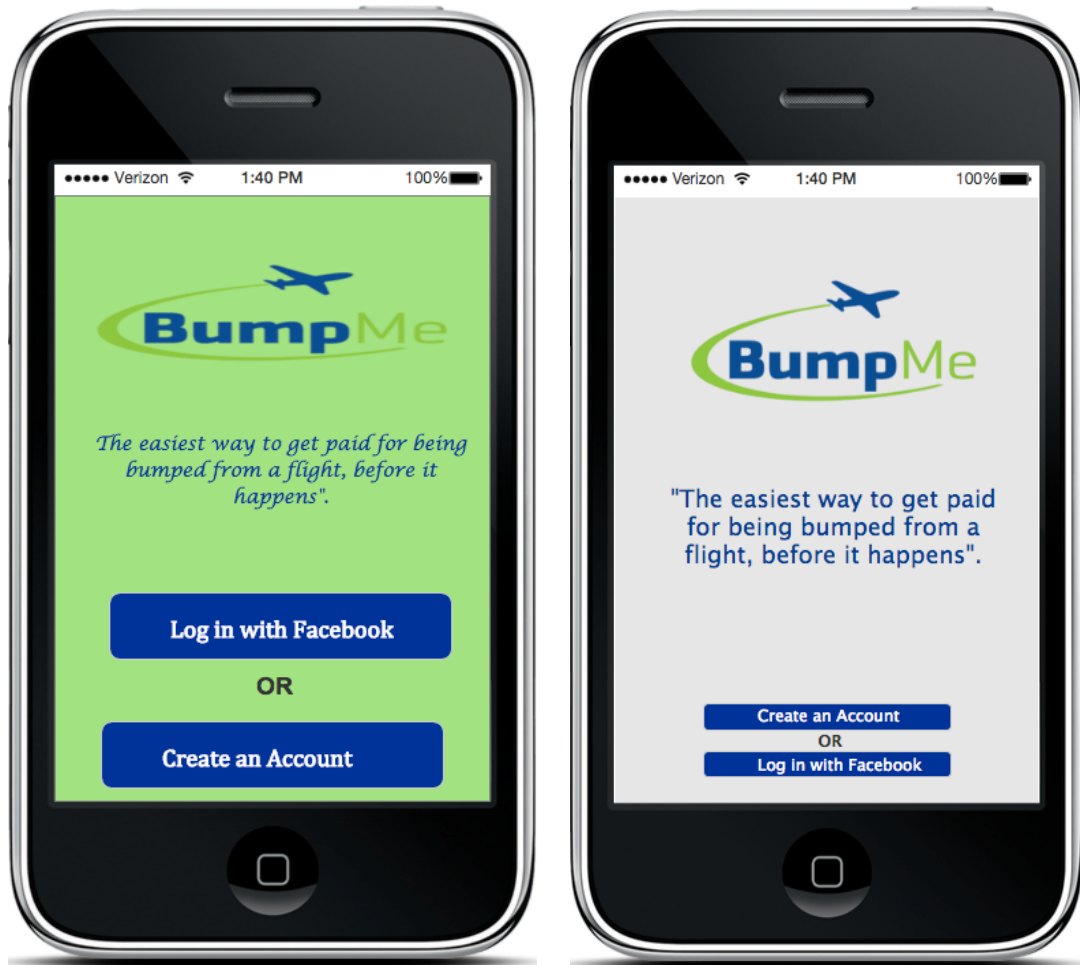 Verizon 1:40 PM 100%
BumpMe
The easiest way to get paid for being
bumped from a flight, before it
happens".
Log in with Facebook
OR
Create an Account
Verizon 1:40 PM 100%
BumpMe
"The easiest way to get paid
for being bumped from a
flight, before it happens".
Create an Account
OR
Log in with Facebook